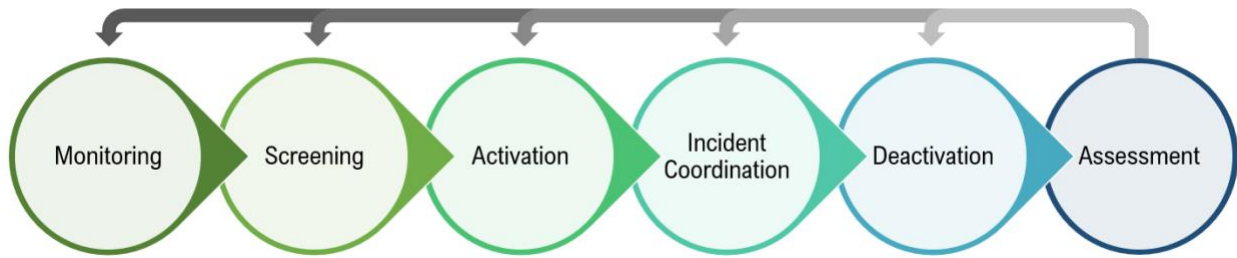 Monitoring
Screening
Activation
Incident
Coordination
Deactivation
Assessment